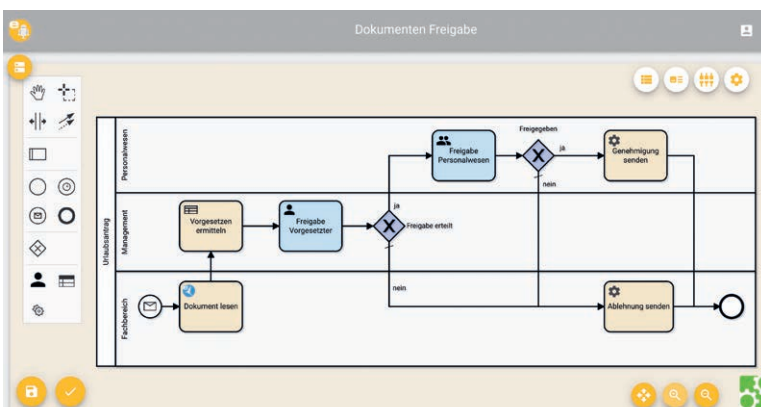 Dokumenten Freigabe
Urlaubsantrag
Personalwesen
Freigabe
Personalwesen
Freigegeben
ja
nein
Genehmigung
senden
Management
Vorgesetzen
ermitteln
Freigabe
Vorgesetzter
ja
Freigabe erteilt
nein
Fachbereich
Dokument lesen
Ablehnung senden